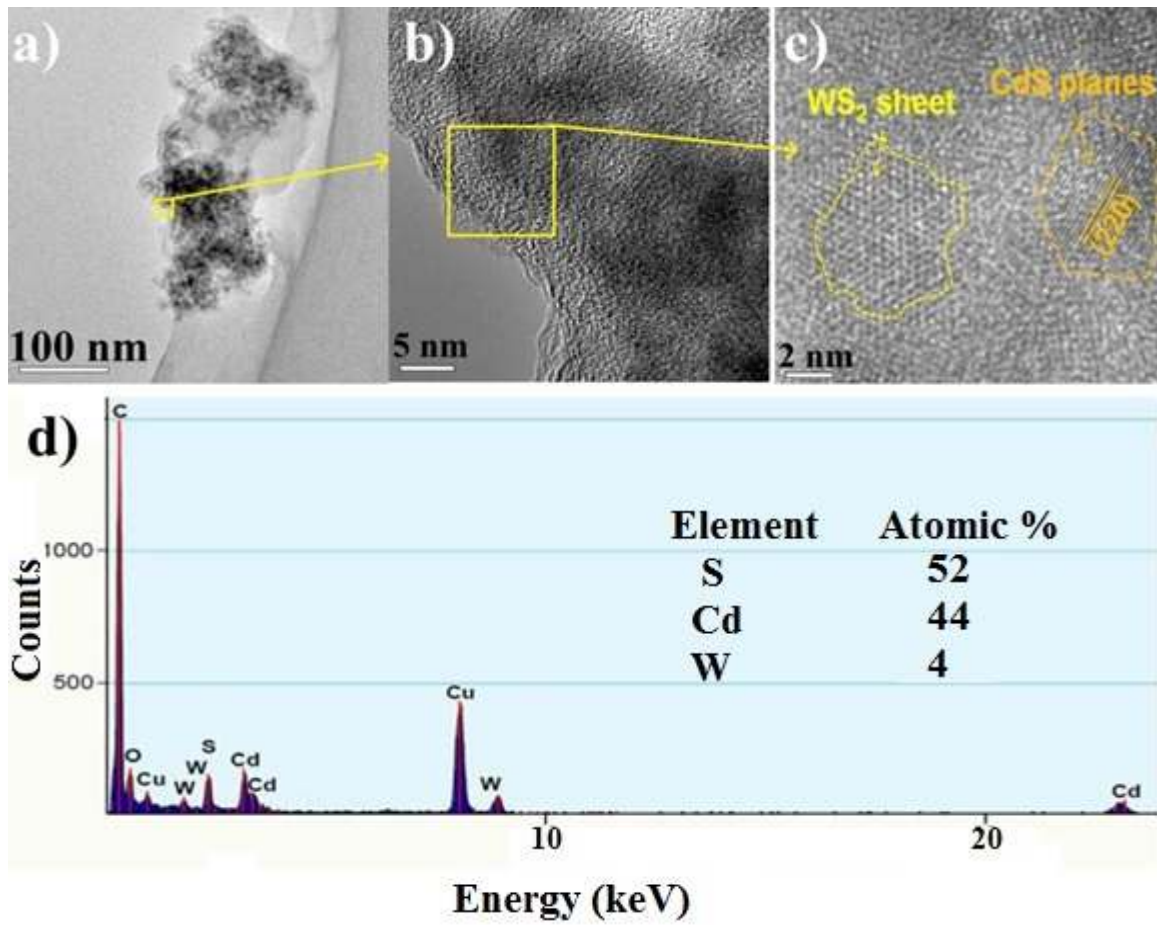 a)
b)
c)
WS₂ sheet
CdS planes
(220)
100 nm
5 nm
2 nm
d)
C
Element Atomic %
1000
S 52
Cd 44
W 4
Counts
500
Cu
O
Cu
W
W
S
Cd
Cd
W
Cd
10
20
Energy (keV)